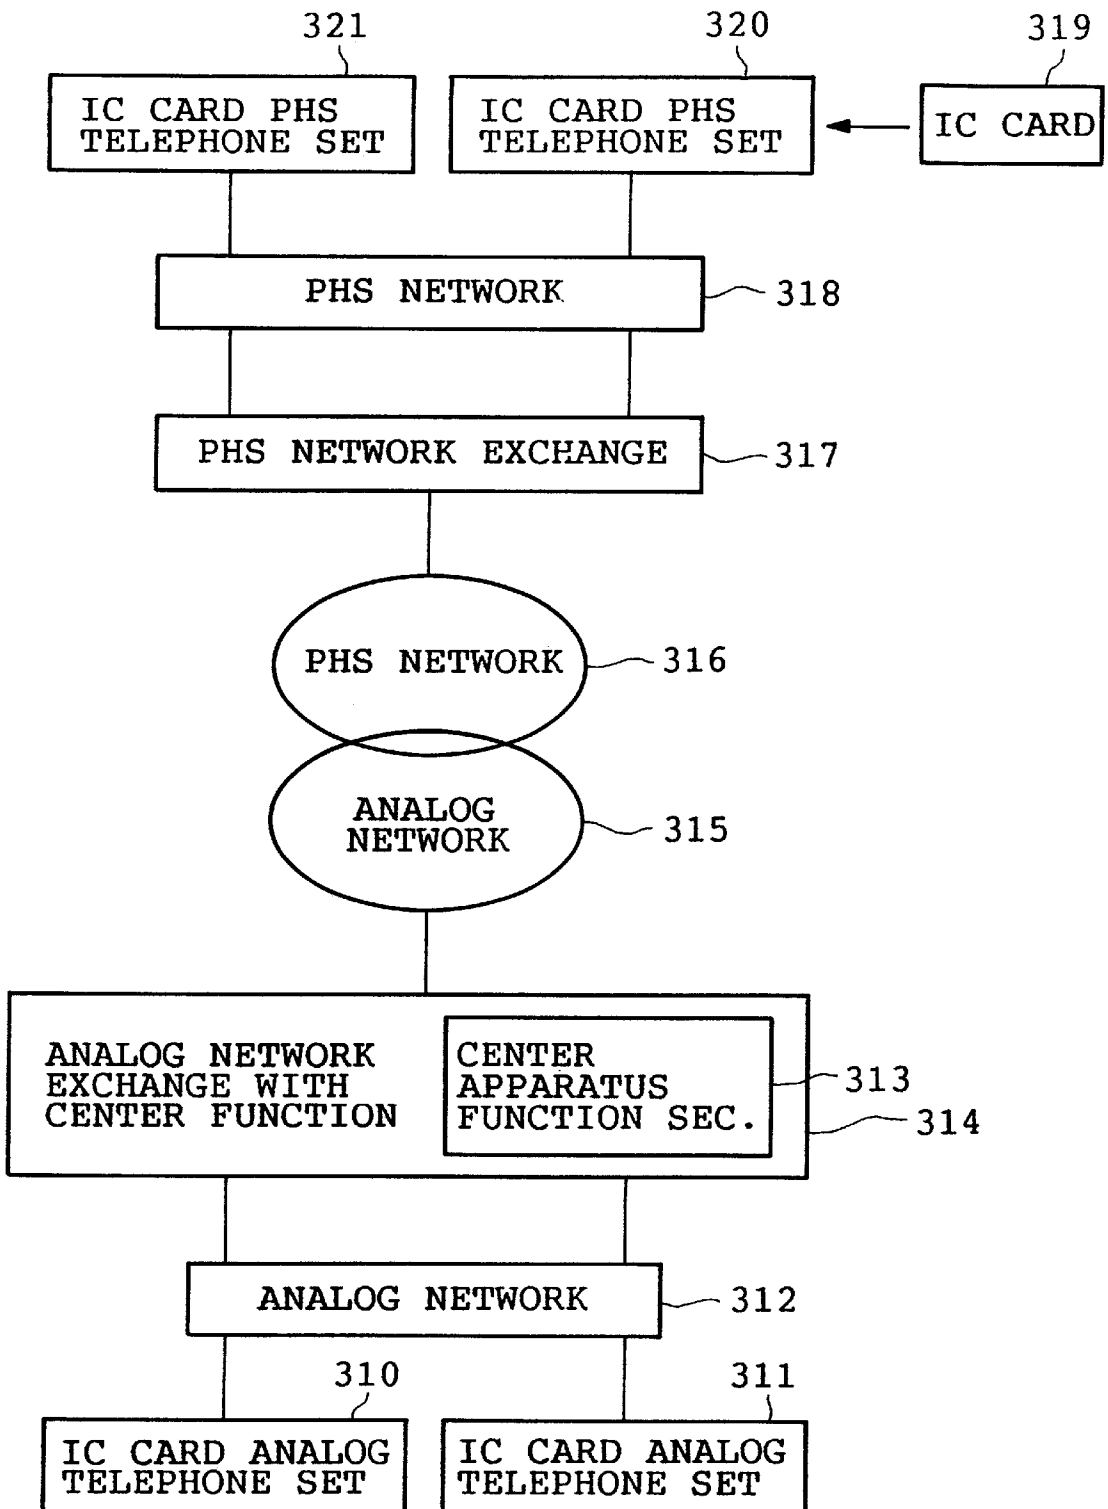 321
320
319
IC CARD PHS
TELEPHONE SET
IC CARD PHS
TELEPHONE SET
IC CARD
PHS NETWORK
318
PHS NETWORK EXCHANGE
317
PHS NETWORK
316
ANALOG
NETWORK
315
ANALOG NETWORK
EXCHANGE WITH
CENTER FUNCTION
CENTER
APPARATUS
FUNCTION SEC.
313
314
ANALOG NETWORK
312
310
311
IC CARD ANALOG
TELEPHONE SET
IC CARD ANALOG
TELEPHONE SET